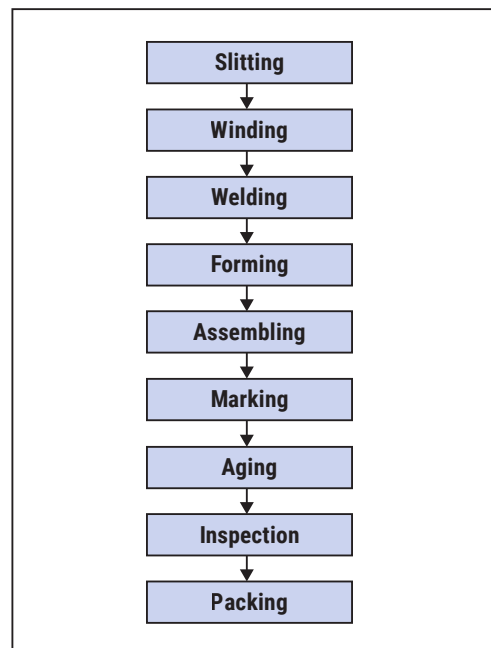 Slitting
Winding
Welding
Forming
Assembling
Marking
Aging
Inspection
Packing